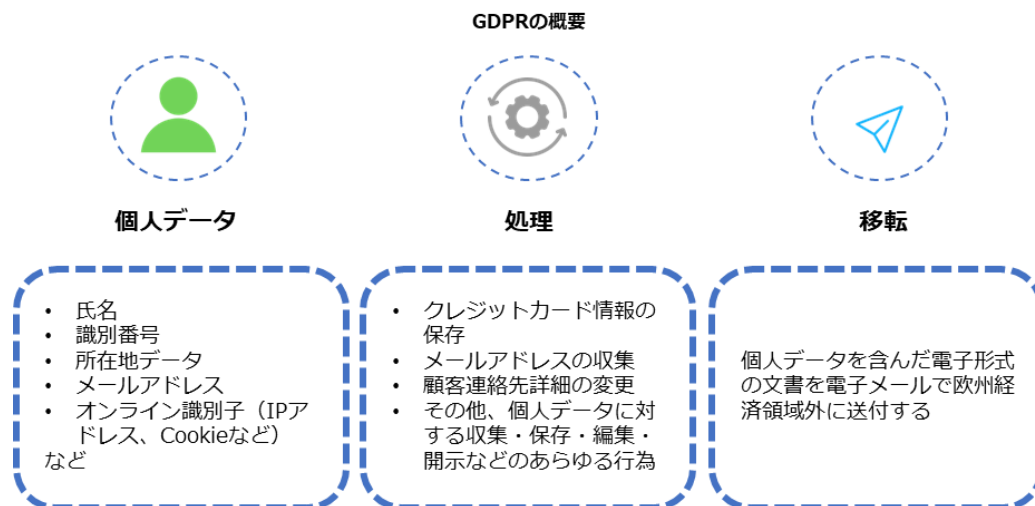 GDPRの概要
個人データ
処理
移転
• 氏名
• 識別番号
• 所在地データ
• メールアドレス
• オンライン識別子（IPア
ドレス、Cookieなど）
など
• クレジットカード情報の
保存
• メールアドレスの収集
• 顧客連絡先詳細の変更
• その他、個人データに対
する収集・保存・編集・
開示などのあらゆる行為
個人データを含んだ電子形式
の文書を電子メールで欧州経
済領域外に送付する